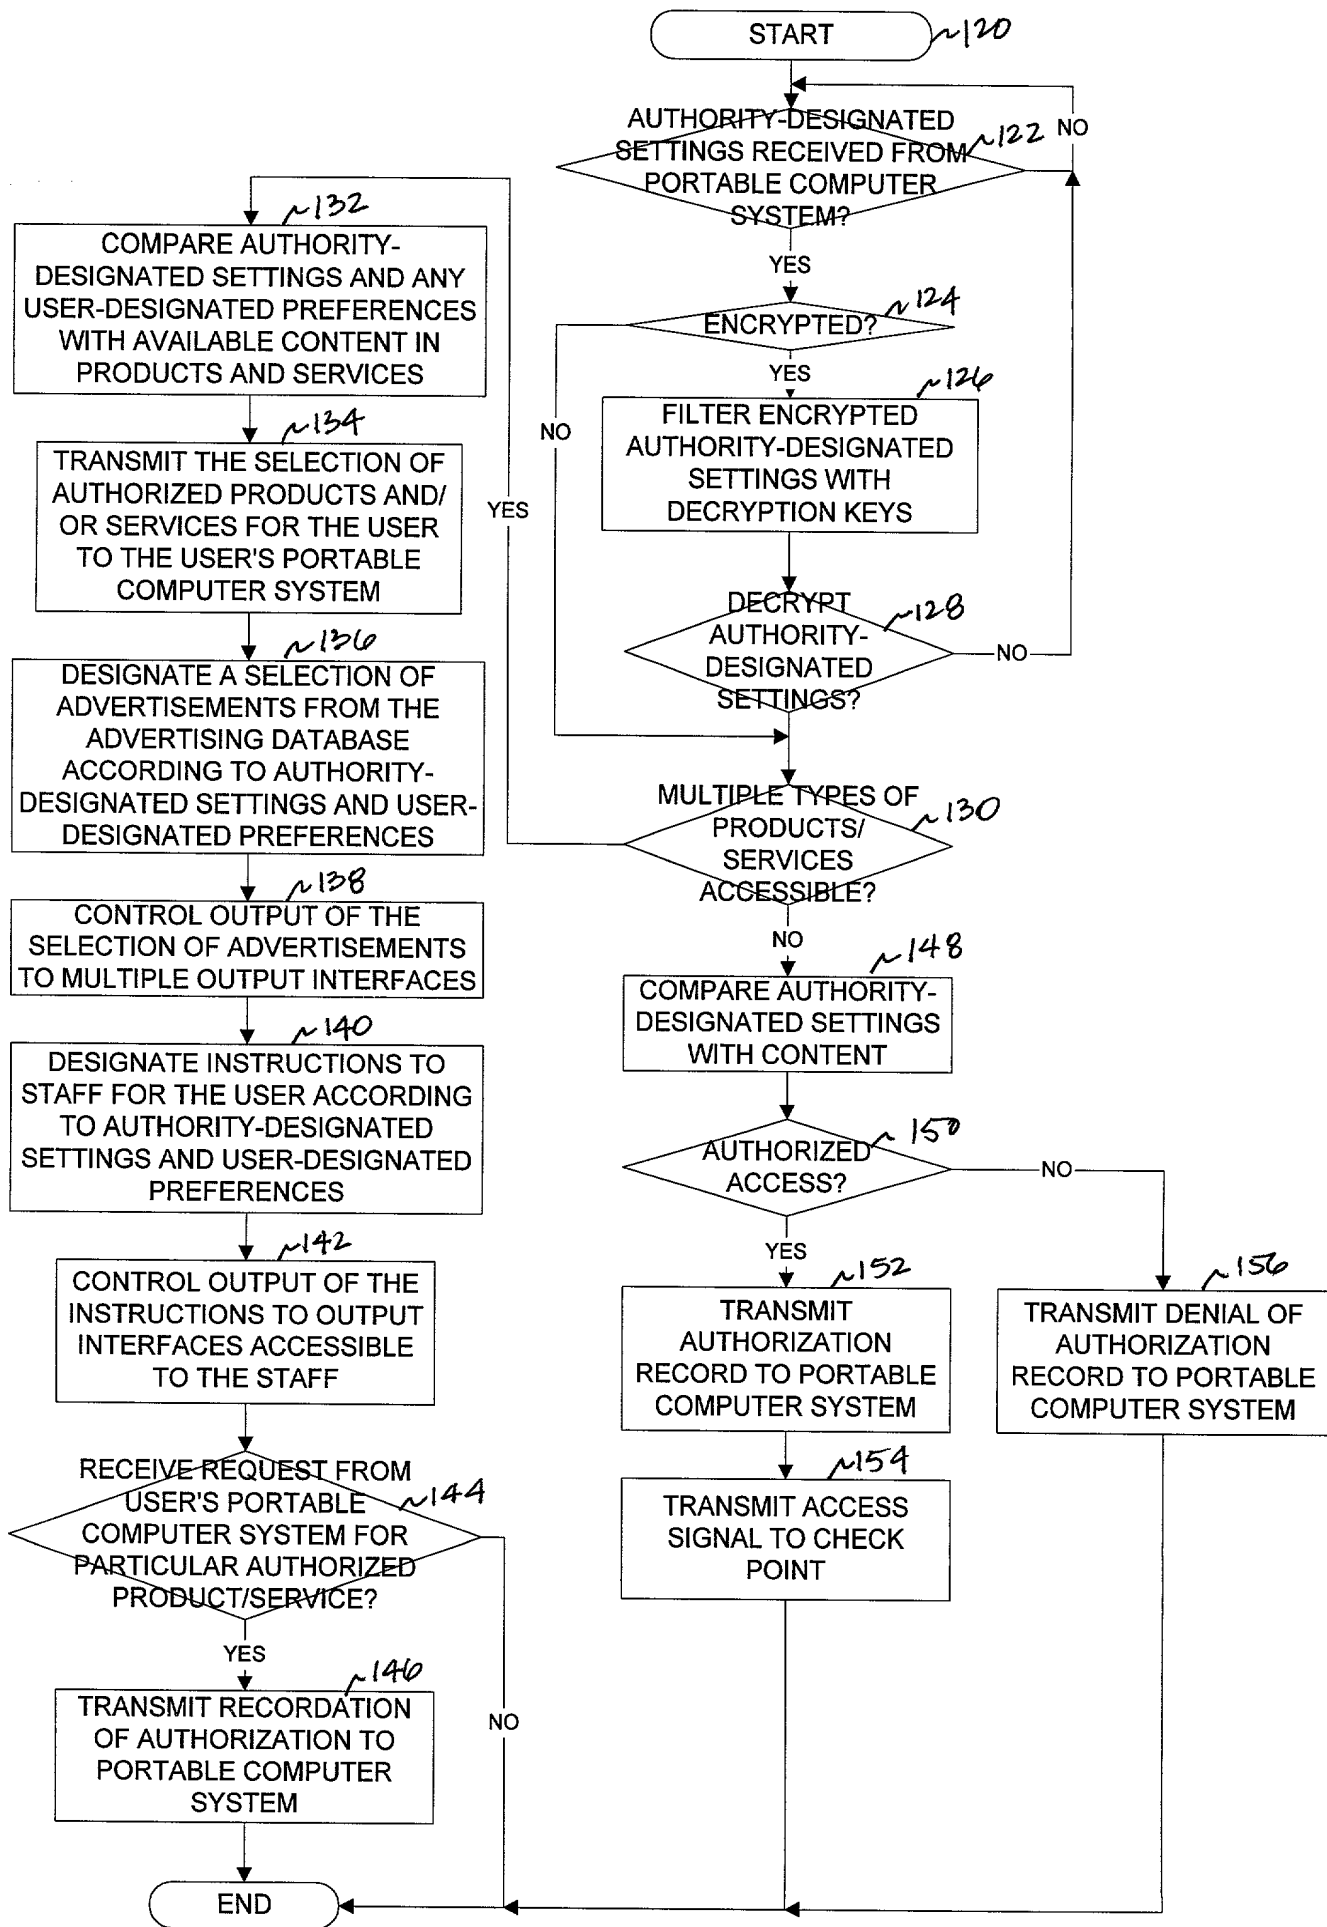 START
~120
AUTHORITY-DESIGNATED
SETTINGS RECEIVED FROM
PORTABLE COMPUTER
SYSTEM?
~122
NO
YES
ENCRYPTED?
~124
NO
YES
~126
FILTER ENCRYPTED
AUTHORITY-DESIGNATED
SETTINGS WITH
DECRYPTION KEYS
DECRYPT
AUTHORITY-
DESIGNATED
SETTINGS?
~128
NO
MULTIPLE TYPES OF
PRODUCTS/
SERVICES
ACCESSIBLE?
~130
YES
NO
~132
COMPARE AUTHORITY-
DESIGNATED SETTINGS AND ANY
USER-DESIGNATED PREFERENCES
WITH AVAILABLE CONTENT IN
PRODUCTS AND SERVICES
~134
TRANSMIT THE SELECTION OF
AUTHORIZED PRODUCTS AND/
OR SERVICES FOR THE USER
TO THE USER'S PORTABLE
COMPUTER SYSTEM
~136
DESIGNATE A SELECTION OF
ADVERTISEMENTS FROM THE
ADVERTISING DATABASE
ACCORDING TO AUTHORITY-
DESIGNATED SETTINGS AND USER-
DESIGNATED PREFERENCES
~138
CONTROL OUTPUT OF THE
SELECTION OF ADVERTISEMENTS
TO MULTIPLE OUTPUT INTERFACES
~140
DESIGNATE INSTRUCTIONS TO
STAFF FOR THE USER ACCORDING
TO AUTHORITY-DESIGNATED
SETTINGS AND USER-DESIGNATED
PREFERENCES
~142
CONTROL OUTPUT OF THE
INSTRUCTIONS TO OUTPUT
INTERFACES ACCESSIBLE
TO THE STAFF
RECEIVE REQUEST FROM
USER'S PORTABLE
COMPUTER SYSTEM FOR
PARTICULAR AUTHORIZED
PRODUCT/SERVICE?
~144
YES
NO
~146
TRANSMIT RECORDATION
OF AUTHORIZATION TO
PORTABLE COMPUTER
SYSTEM
~148
COMPARE AUTHORITY-
DESIGNATED SETTINGS
WITH CONTENT
AUTHORIZED
ACCESS?
~150
NO
YES
~152
TRANSMIT
AUTHORIZATION
RECORD TO PORTABLE
COMPUTER SYSTEM
~154
TRANSMIT ACCESS
SIGNAL TO CHECK
POINT
~156
TRANSMIT DENIAL OF
AUTHORIZATION
RECORD TO PORTABLE
COMPUTER SYSTEM
END